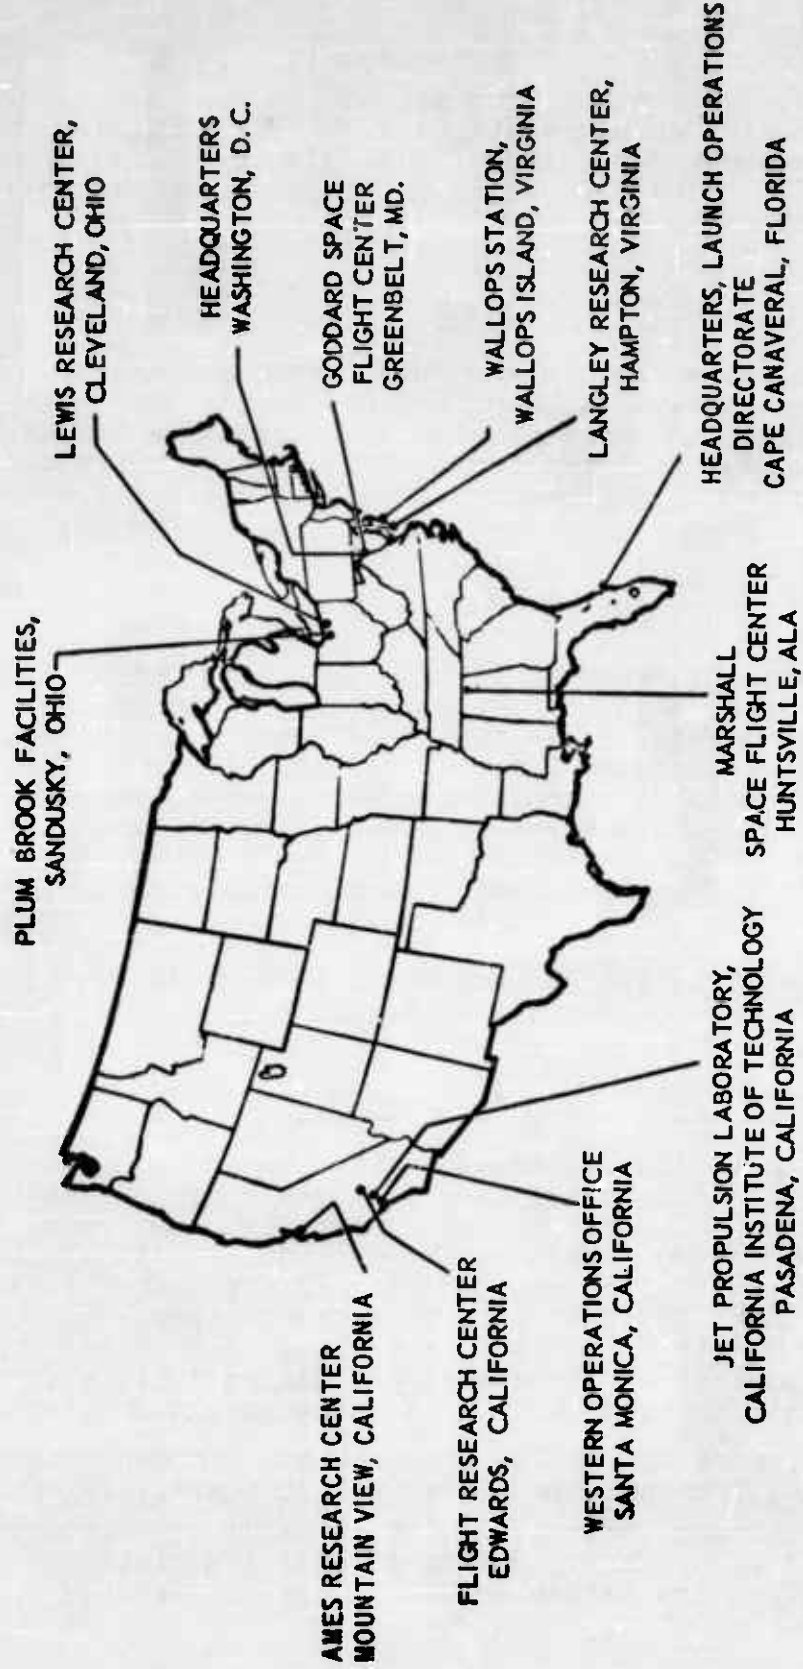 PLUM BROOK FACILITIES,
SANDUSKY, OHIO
LEWIS RESEARCH CENTER,
CLEVELAND, OHIO
HEADQUARTERS
WASHINGTON, D.C.
GODDARD SPACE
FLIGHT CENTER
GREENBELT, MD.
WALLOPS STATION,
WALLOPS ISLAND, VIRGINIA
LANGLEY RESEARCH CENTER,
HAMPTON, VIRGINIA
HEADQUARTERS, LAUNCH OPERATIONS
DIRECTORATE
CAPE CANAVERAL, FLORIDA
MARSHALL
SPACE FLIGHT CENTER
HUNTSVILLE, ALA
JET PROPULSION LABORATORY,
CALIFORNIA INSTITUTE OF TECHNOLOGY
PASADENA, CALIFORNIA
WESTERN OPERATIONS OFFICE
SANTA MONICA, CALIFORNIA
FLIGHT RESEARCH CENTER
EDWARDS, CALIFORNIA
AMES RESEARCH CENTER
MOUNTAIN VIEW, CALIFORNIA